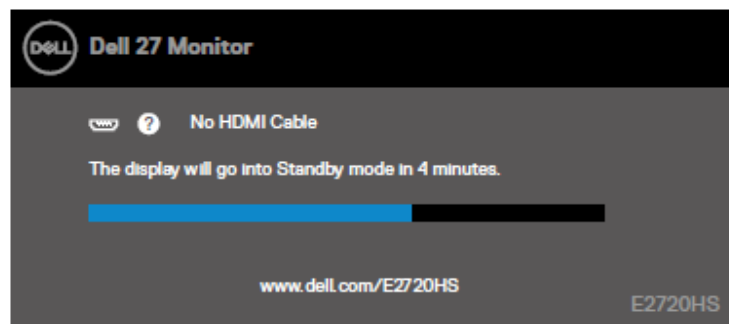 DELL Dell 27 Monitor
? No HDMI Cable
The display will go into Standby mode in 4 minutes.
www.dell.com/E2720HS
E2720HS